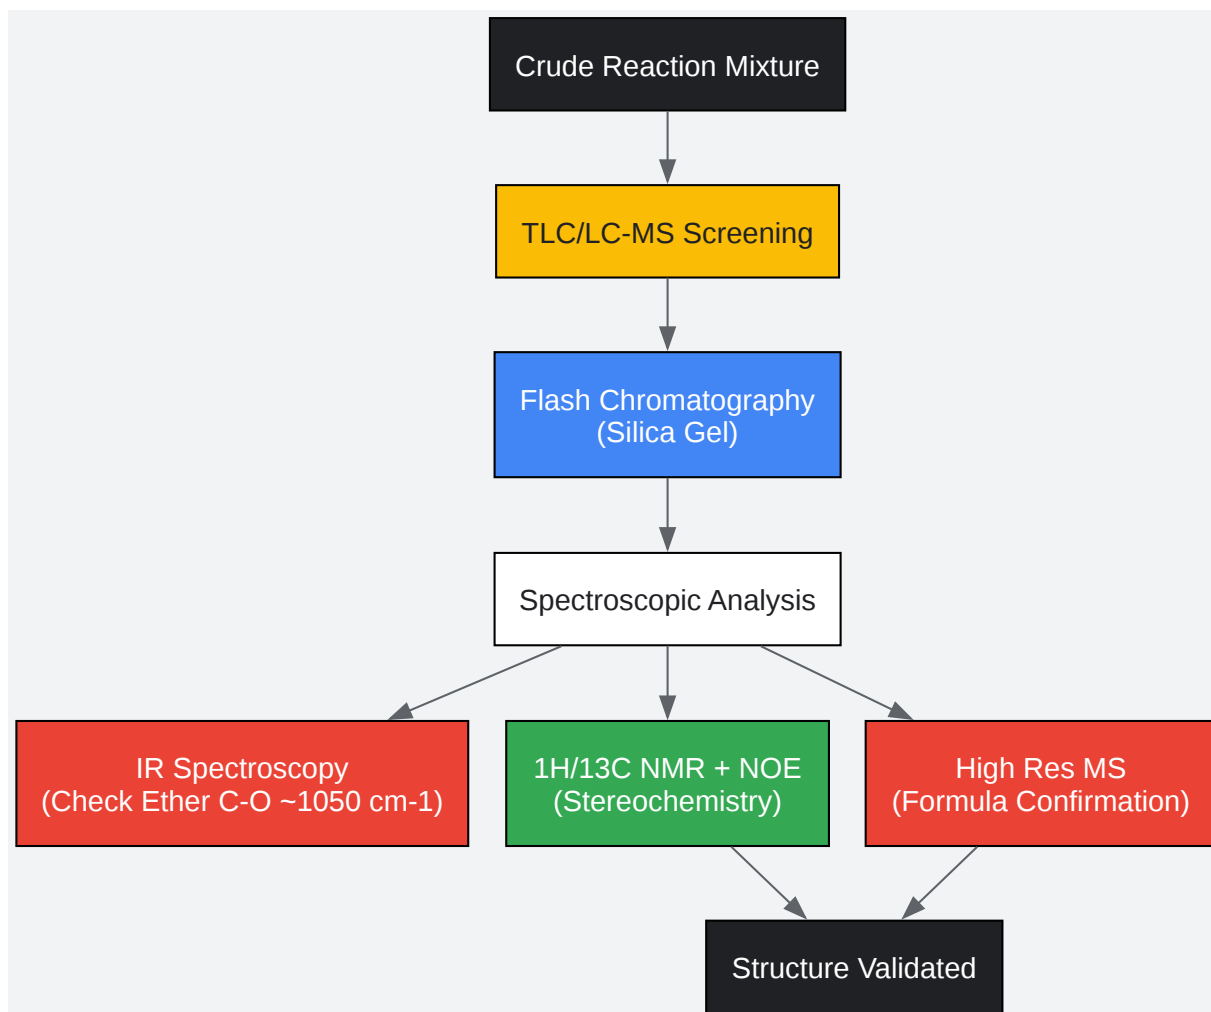 Crude Reaction Mixture
TLC/LC-MS Screening
Flash Chromatography
(Silica Gel)
Spectroscopic Analysis
IR Spectroscopy
(Check Ether C-O ~1050 cm-1)
1H/13C NMR + NOE
(Stereochemistry)
High Res MS
(Formula Confirmation)
Structure Validated